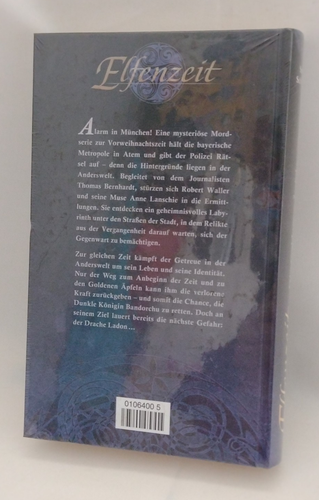 Elfenzeit
Alarm in München! Eine mysteriöse Mord-
serie zur Vorweihnachtszeit hält die bayerische
Metropole in Atem und gibt der Polizei Rät-
sel auf – denn die Hintergründe liegen in der
Anderswelt. Begleitet von dem Journalisten
Thomas Bernhardt, stürzen sich Robert Waller
und seine Muse Anne Lanschie in die Ermitt-
lungen. Sie entdecken ein geheimnisvolles Laby-
rinth unter den Straßen der Stadt, in dem Relikte
aus der Vergangenheit darauf warten, sich der
Gegenwart zu bemächtigen.
Zur gleichen Zeit kämpft der Getreue in der
Anderswelt um sein Leben und seine Identität.
Nur der Weg zum Anbeginn der Zeit und zu
den Goldenen Äpfeln kann ihm die verlorene
Kraft zurückgeben – und somit die Chance, die
Dunkle Königin Bandorchu zu retten. Doch an
seinem Ziel lauert bereits die nächste Gefahr:
der Drache Ladon ...
0106400 5
Elfenzeit